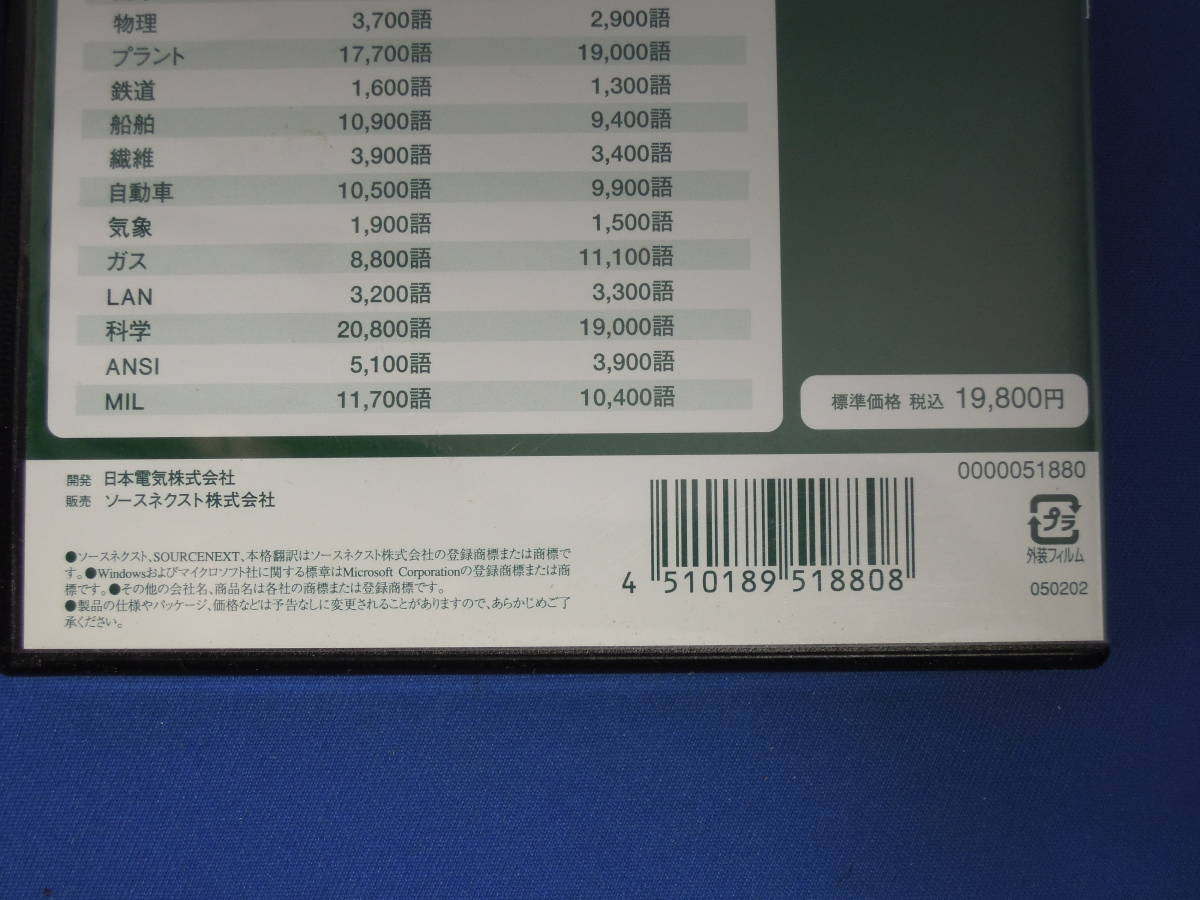 物理 3,700語 2,900語
プラント 17,700語 19,000語
鉄道 1,600語 1,300語
船舶 10,900語 9,400語
繊維 3,900語 3,400語
自動車 10,500語 9,900語
気象 1,900語 1,500語
ガス 8,800語 11,100語
LAN 3,200語 3,300語
科学 20,800語 19,000語
ANSI 5,100語 3,900語
MIL 11,700語 10,400語
標準価格 税込 19,800円
開発 日本電気株式会社
販売 ソースネクスト株式会社
●ソースネクスト、SOURCENEXT、本格翻訳はソースネクスト株式会社の登録商標または商標で
す。●Windowsおよびマイクロソフト社に関する標章はMicrosoft Corporationの登録商標または商
標です。●その他の会社名、商品名は各社の商標または登録商標です。
●製品の仕様やパッケージ、価格などは予告なしに変更されることがありますので、あらかじめご了
承ください。
4 510189 518808
0000051880
プラ
外装フィルム
050202